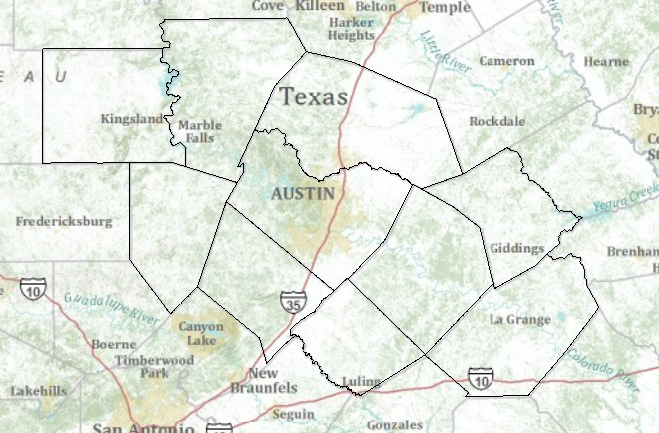 Cove Killeen Belton Temple
Harker
Heights
Little River
Cameron
Hearne
E A U
Texas
Kingsland
Marble
Falls
Rockdale
AUSTIN
Yegua Creek
Fredericksburg
Giddings
10
35
Guadalupe River
Canyon
Lake
La Grange
Boerne
Timberwood
Park
Colorado River
New
Braunfels
Luling
10
Lakehills
Seguin
Gonzales
San Antonio